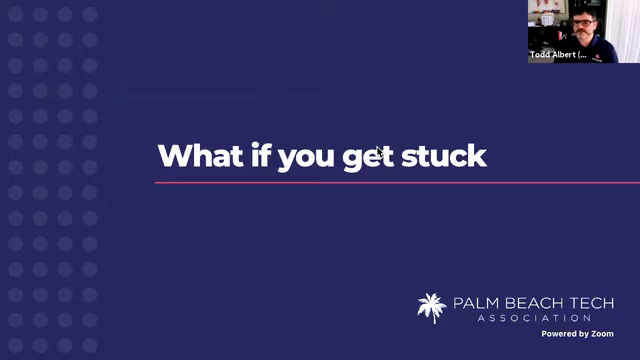 Todd Albert (...
What if you get stuck
PALM BEACH TECH
ASSOCIATION
Powered by Zoom